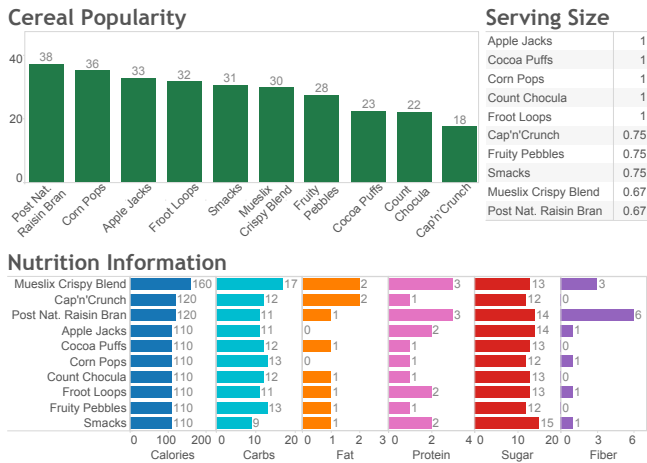 Cereal Popularity
38 36 33 32 31 30 28 23 22 18
40
20
0
Post Nat. Raisin Bran
Corn Pops
Apple Jacks
Froot Loops
Smacks
Mueslix Crispy Blend
Fruity Pebbles
Cocoa Puffs
Count Chocula
Cap'n'Crunch
Serving Size
Apple Jacks 1
Cocoa Puffs 1
Corn Pops 1
Count Chocula 1
Froot Loops 1
Cap'n'Crunch 0.75
Fruity Pebbles 0.75
Smacks 0.75
Mueslix Crispy Blend 0.67
Post Nat. Raisin Bran 0.67
Nutrition Information
Mueslix Crispy Blend 160 17 2 3 13 3
Cap'n'Crunch 120 12 2 1 12 0
Post Nat. Raisin Bran 120 11 1 3 14 6
Apple Jacks 110 11 0 2 14 1
Cocoa Puffs 110 12 1 1 13 0
Corn Pops 110 13 0 1 12 1
Count Chocula 110 12 1 1 13 0
Froot Loops 110 11 1 2 13 1
Fruity Pebbles 110 13 1 1 12 0
Smacks 110 9 1 2 15 1
0 100 200 0 10 20 0 1 2 3 0 2 4 0 10 20 0 3 6
Calories Carbs Fat Protein Sugar Fiber